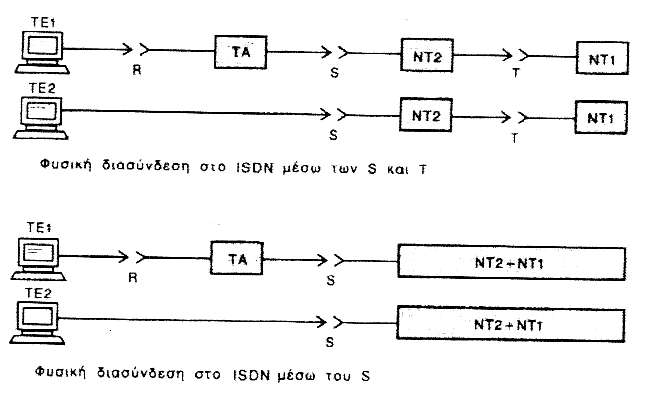 TE1
R TA S NT2 T NT1
TE2
S NT2 T NT1
Φυσική διασύνδεση στο ISDN μέσω των S και T
TE1
R TA S NT2+NT1
TE2
S NT2+NT1
Φυσική διασύνδεση στο ISDN μέσω του S